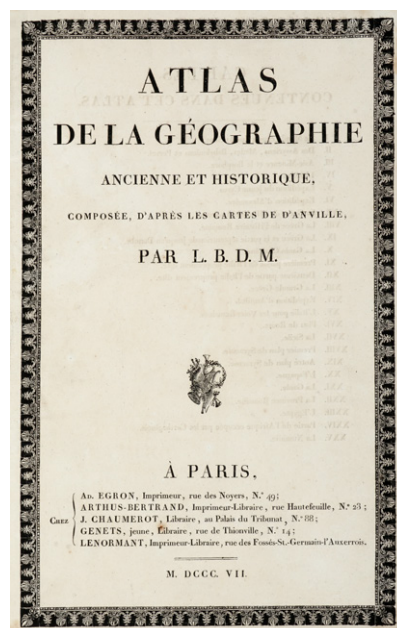 ATLAS
DE LA GÉOGRAPHIE
ANCIENNE ET HISTORIQUE,
COMPOSÉE, D'APRÈS LES CARTES DE D'ANVILLE,
PAR L. B. D. M.
À PARIS,
Chez
AD. EGRON, Imprimeur, rue des Noyers, N.º 49;
ARTHUS-BERTRAND, Imprimeur-Libraire, rue Hautefeuille, N.º 23;
J. CHAUMEROT, Libraire, au Palais du Tribunat, N.º 88;
GENETS, jeune, Libraire, rue de Thionville, N.º 14;
LENORMANT, Imprimeur-Libraire, rue des Fossés-St.-Germain-l'Auxerrois.
M. DCCC. VII.